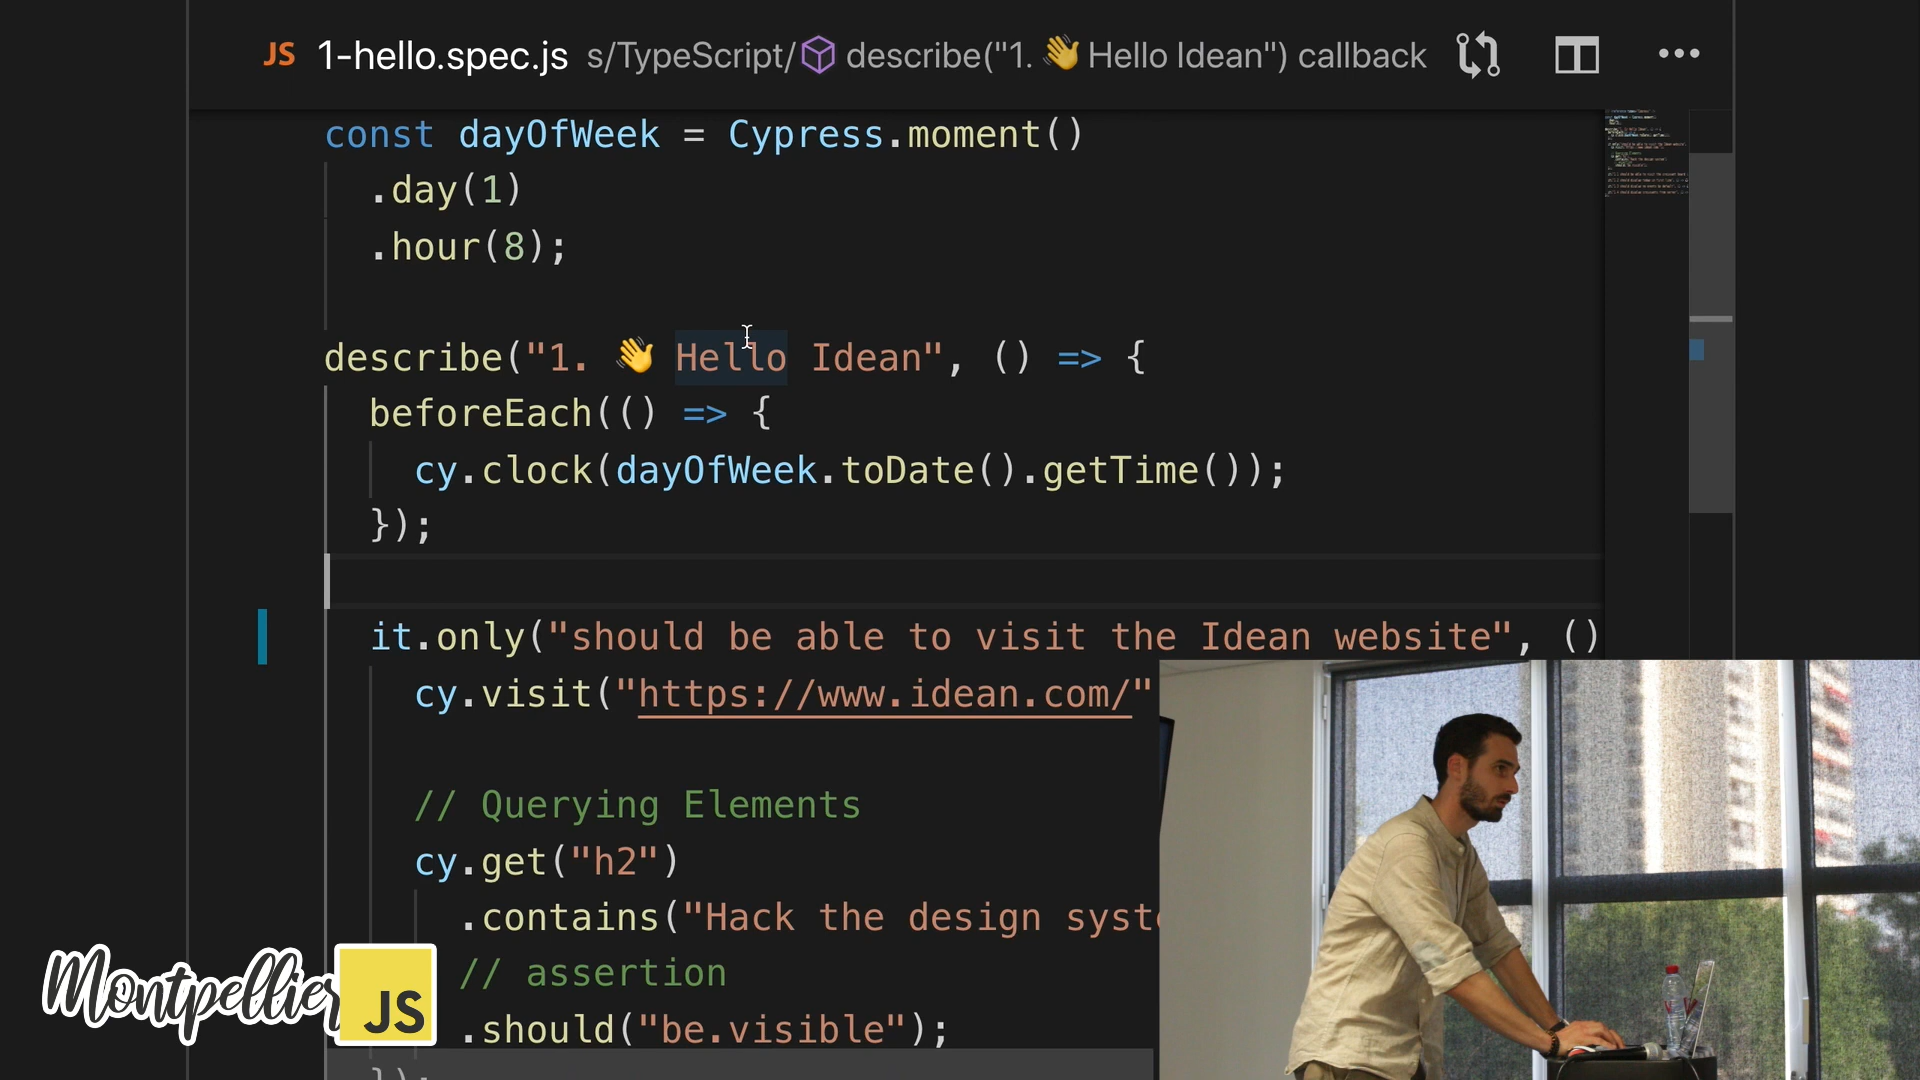 JS 1-hello.spec.js s/TypeScript/ describe("1. 👋 Hello Idean") callback
const dayOfWeek = Cypress.moment()
.day(1)
.hour(8);
describe("1. 👋 Hello Idean", () => {
beforeEach(() => {
cy.clock(dayOfWeek.toDate().getTime());
});
it.only("should be able to visit the Idean website", ()
cy.visit("https://www.idean.com/"
// Querying Elements
cy.get("h2")
.contains("Hack the design syste
// assertion
.should("be.visible");
});
Montpellier JS